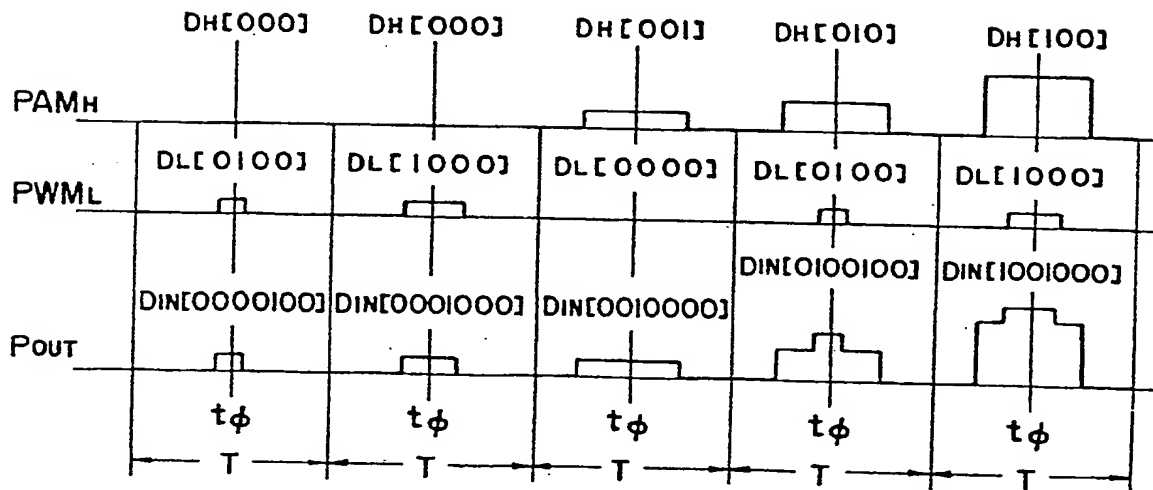 DH[000] DH[000] DH[001] DH[010] DH[100]
PAMH
DL[0100] DL[1000] DL[0000] DL[0100] DL[1000]
PWML
DIN[0100100] DIN[1001000]
DIN[0000100] DIN[0001000] DIN[0010000]
POUT
tϕ tϕ tϕ tϕ tϕ
T T T T T